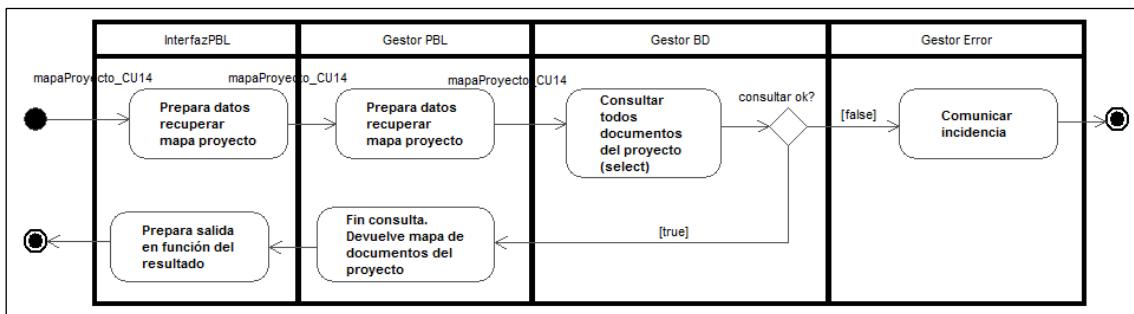 InterfazPBL
Gestor PBL
Gestor BD
Gestor Error
mapaProyecto_CU14
mapaProyecto_CU14
mapaProyecto_CU14
Prepara datos
recuperar
mapa proyecto
Prepara datos
recuperar
mapa proyecto
Consultar
todos
documentos
del proyecto
(select)
consultar ok?
[false]
Comunicar
incidencia
Prepara salida
en función del
resultado
Fin consulta.
Devuelve mapa de
documentos del
proyecto
[true]